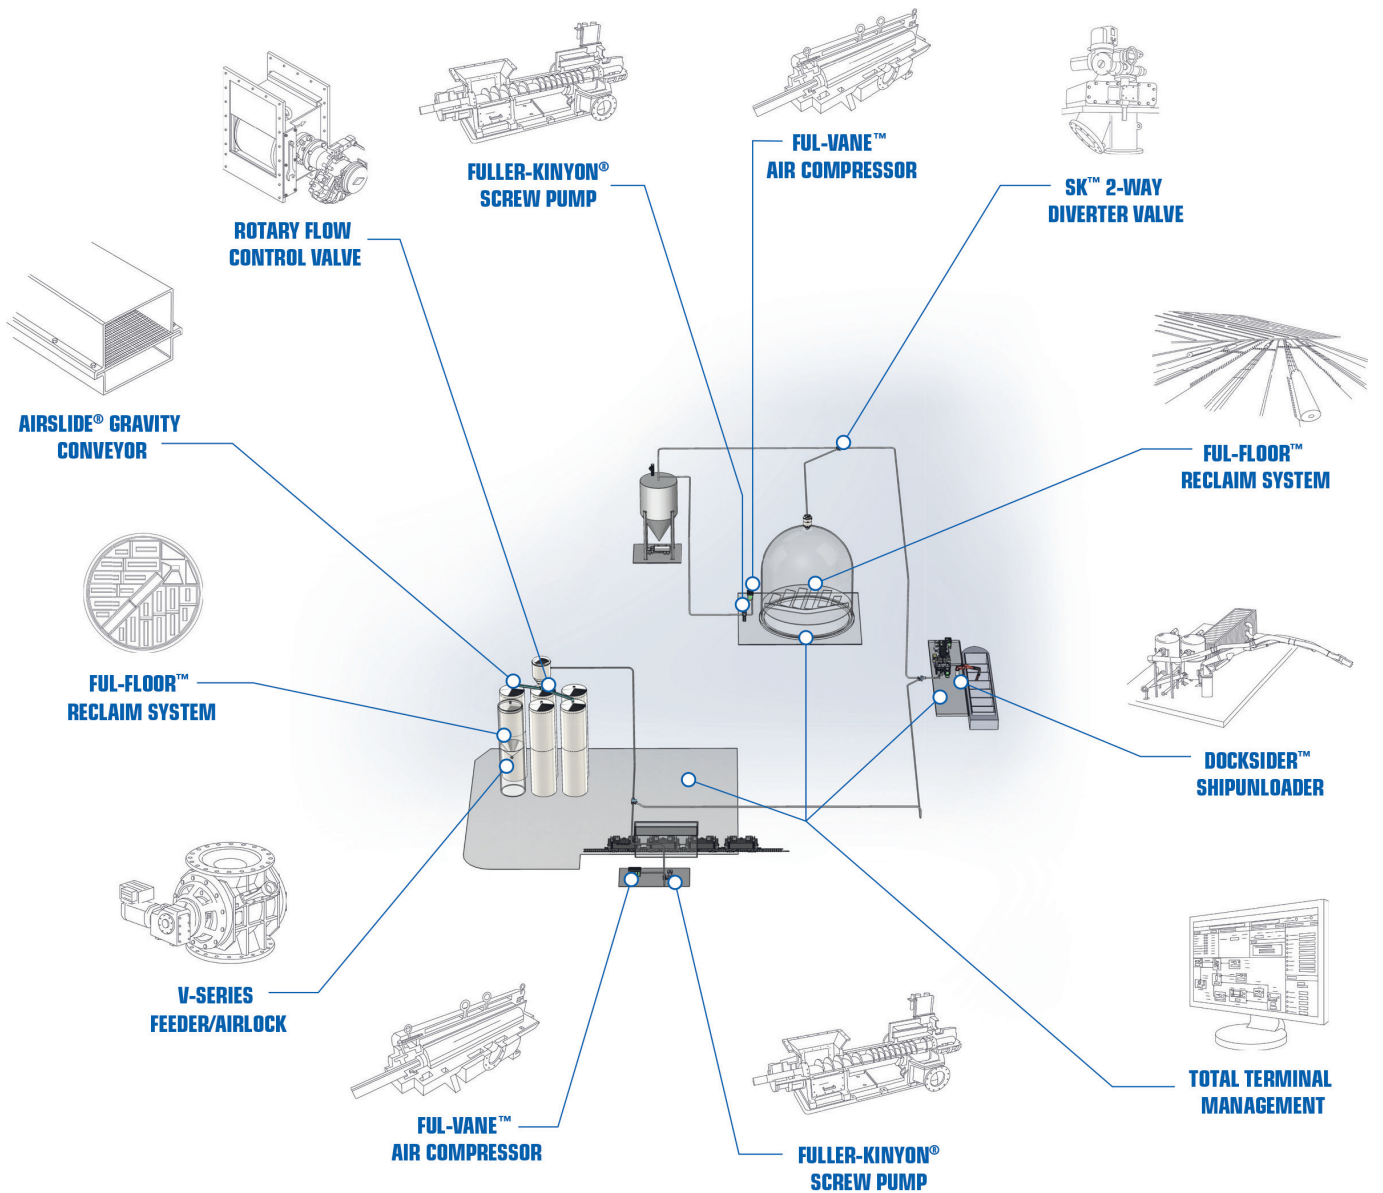 FUL-VANE™
AIR COMPRESSOR
FULLER-KINYON®
SCREW PUMP
SK™ 2-WAY
DIVERTER VALVE
ROTARY FLOW
CONTROL VALVE
AIRSLIDE® GRAVITY
CONVEYOR
FUL-FLOOR™
RECLAIM SYSTEM
FUL-FLOOR™
RECLAIM SYSTEM
DOCKSIDER™
SHIPUNLOADER
V-SERIES
FEEDER/AIRLOCK
TOTAL TERMINAL
MANAGEMENT
FUL-VANE™
AIR COMPRESSOR
FULLER-KINYON®
SCREW PUMP